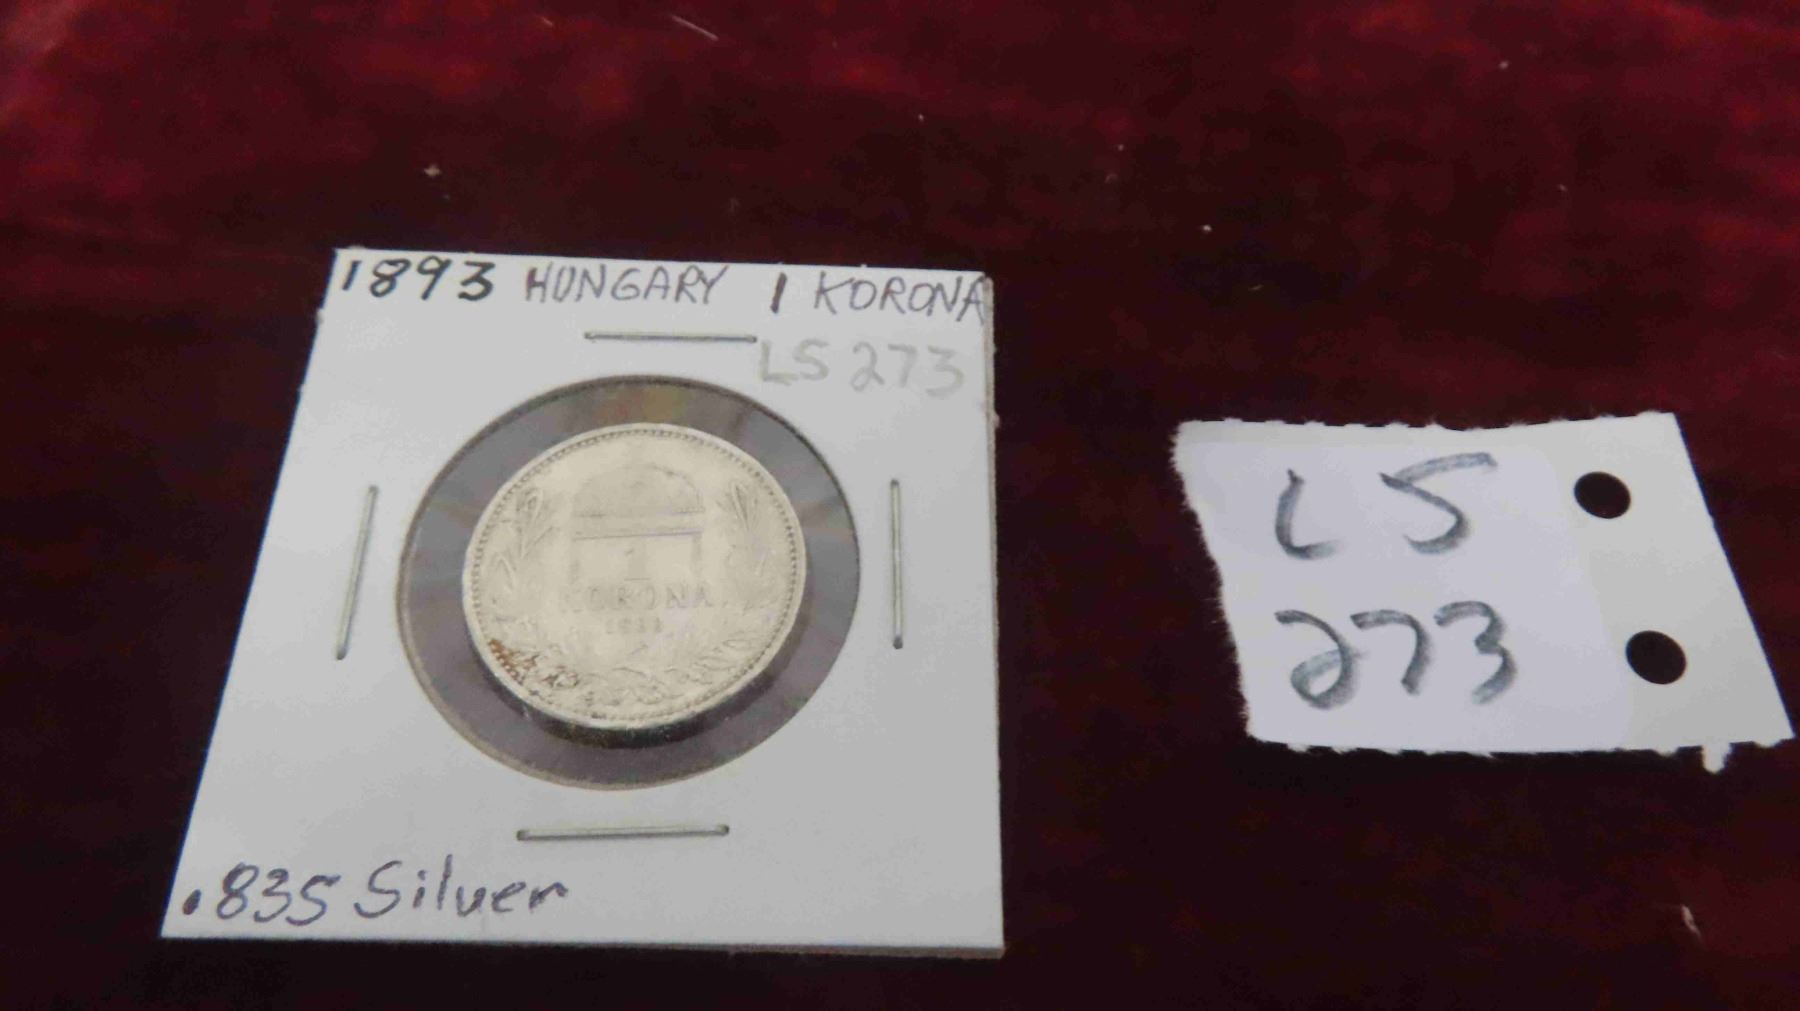 1893 HUNGARY 1 KORONA
LS 273
1
KORONA
.835 Silver
LS
273